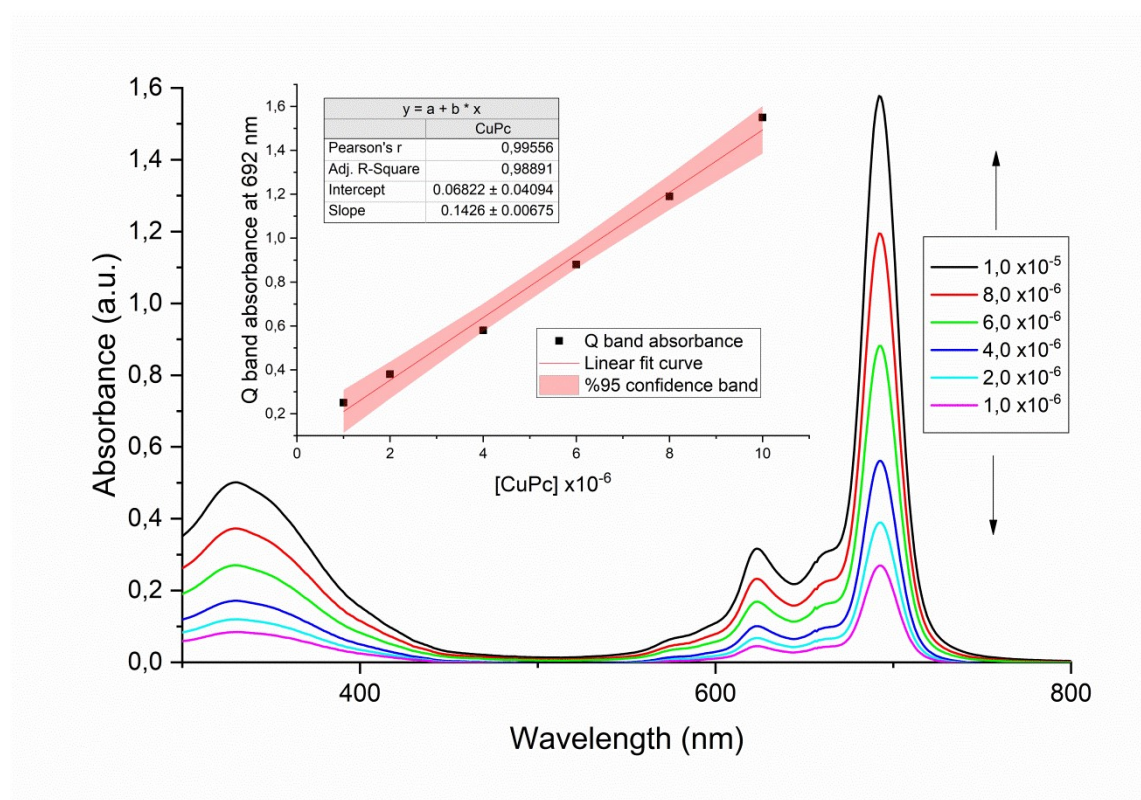 1,6
1,4
1,2
1,0
0,8
0,6
0,4
0,2
0,0
Absorbance (a.u.)
400
600
800
Wavelength (nm)
1,6
1,4
1,2
1,0
0,8
0,6
0,4
0,2
Q band absorbance at 692 nm
0
2
4
6
8
10
[CuPc] x10⁻⁶
y = a + b * x
CuPc
Pearson's r 0,99556
Adj. R-Square 0,98891
Intercept 0.06822 ± 0.04094
Slope 0.1426 ± 0.00675
Q band absorbance
Linear fit curve
%95 confidence band
1,0 x10⁻⁵
8,0 x10⁻⁶
6,0 x10⁻⁶
4,0 x10⁻⁶
2,0 x10⁻⁶
1,0 x10⁻⁶